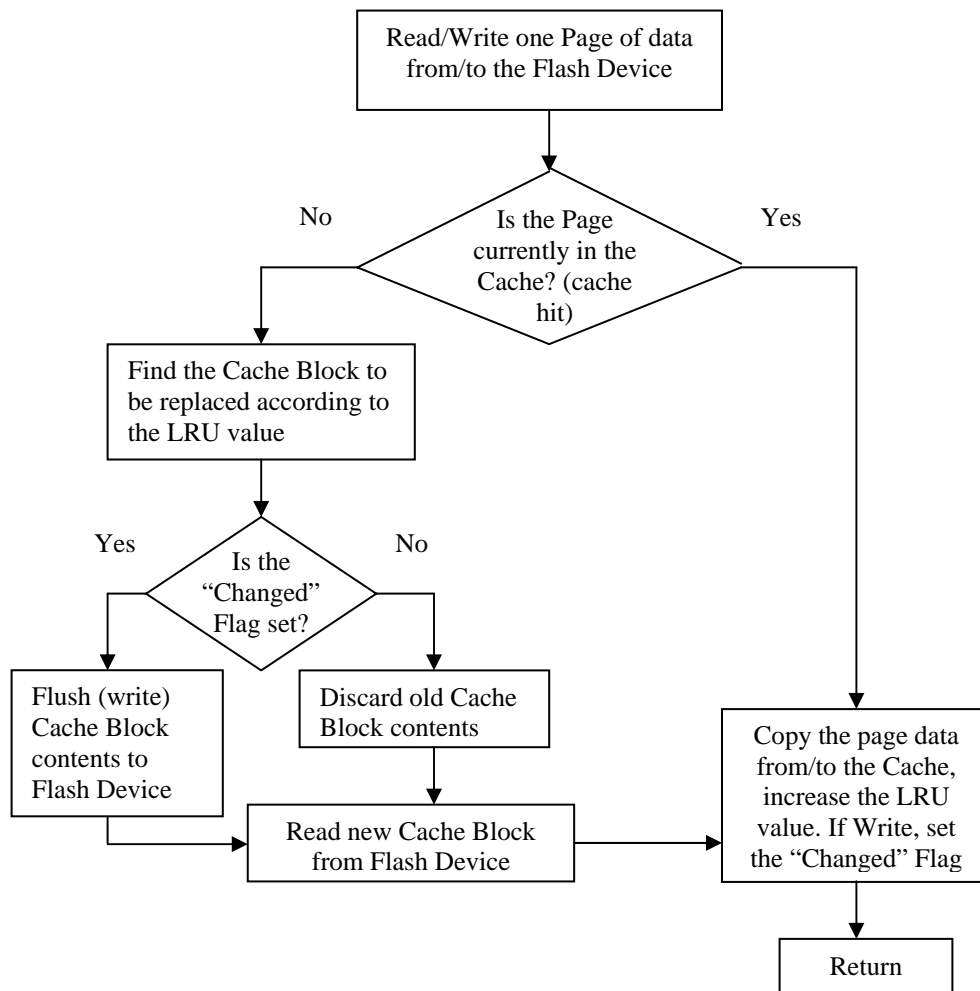 Read/Write one Page of data
from/to the Flash Device
No
Yes
Is the Page
currently in the
Cache? (cache
hit)
Find the Cache Block to
be replaced according to
the LRU value
Yes
No
Is the
“Changed”
Flag set?
Flush (write)
Cache Block
contents to
Flash Device
Discard old Cache
Block contents
Copy the page data
from/to the Cache,
increase the LRU
value. If Write, set
the “Changed” Flag
Read new Cache Block
from Flash Device
Return